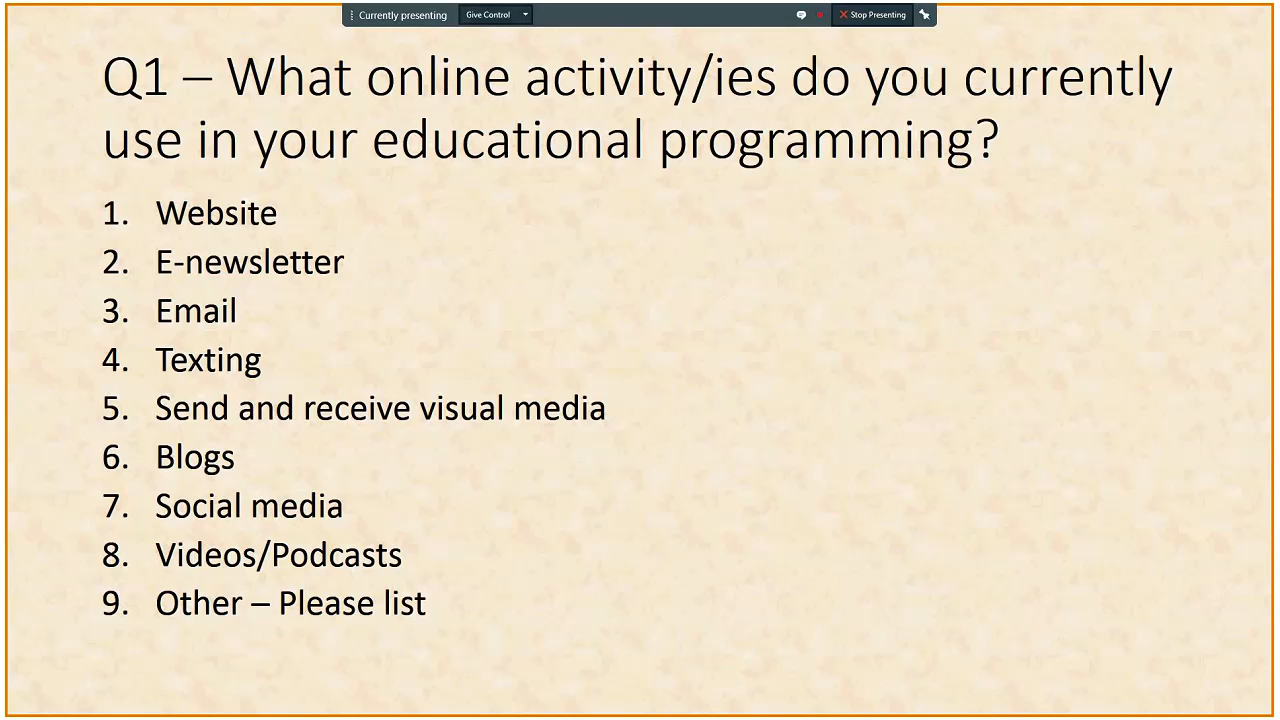 Currently presenting Give Control Stop Presenting
Q1 – What online activity/ies do you currently
use in your educational programming?
1. Website
2. E-newsletter
3. Email
4. Texting
5. Send and receive visual media
6. Blogs
7. Social media
8. Videos/Podcasts
9. Other – Please list